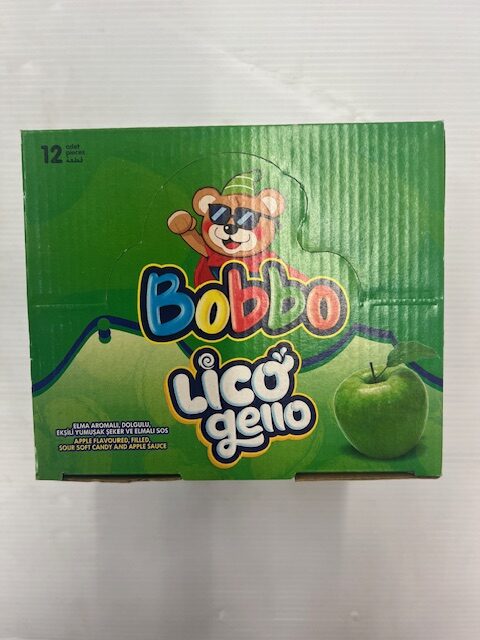 12 adet
pieces
قطعة
Bobbo
Lico
gello
ELMA AROMALI, DOLGULU,
EKŞİLİ YUMUŞAK ŞEKER VE ELMALI SOS
APPLE FLAVOURED, FILLED,
SOUR SOFT CANDY AND APPLE SAUCE